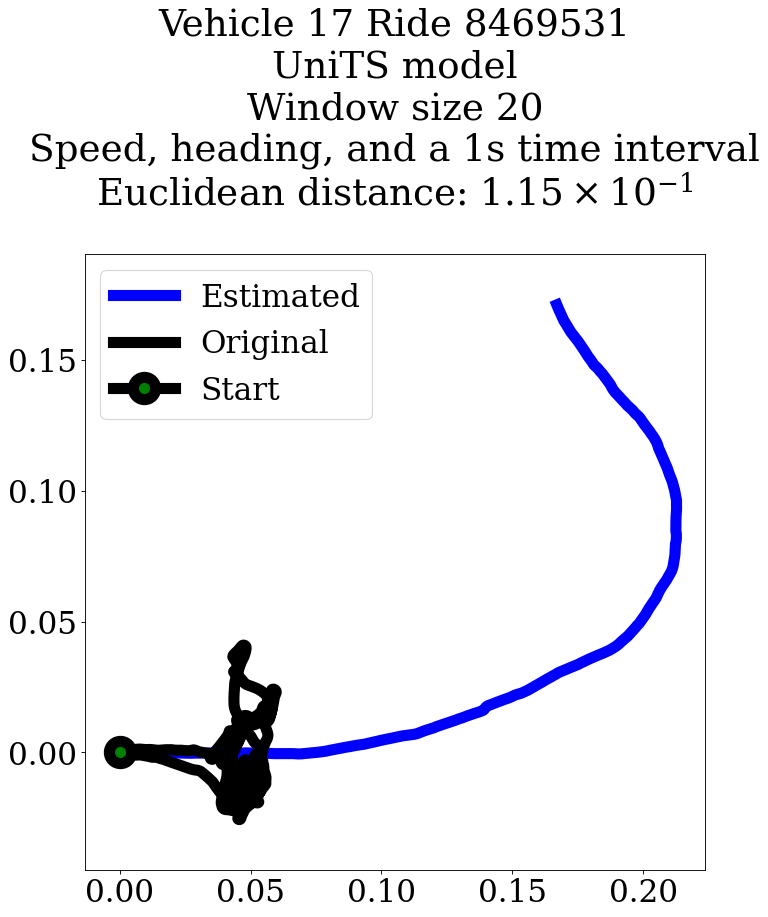 Vehicle 17 Ride 8469531
UniTS model
Window size 20
Speed, heading, and a 1s time interval
Euclidean distance: 1.15 × 10⁻¹
Estimated
Original
Start
0.15
0.10
0.05
0.00
0.00 0.05 0.10 0.15 0.20